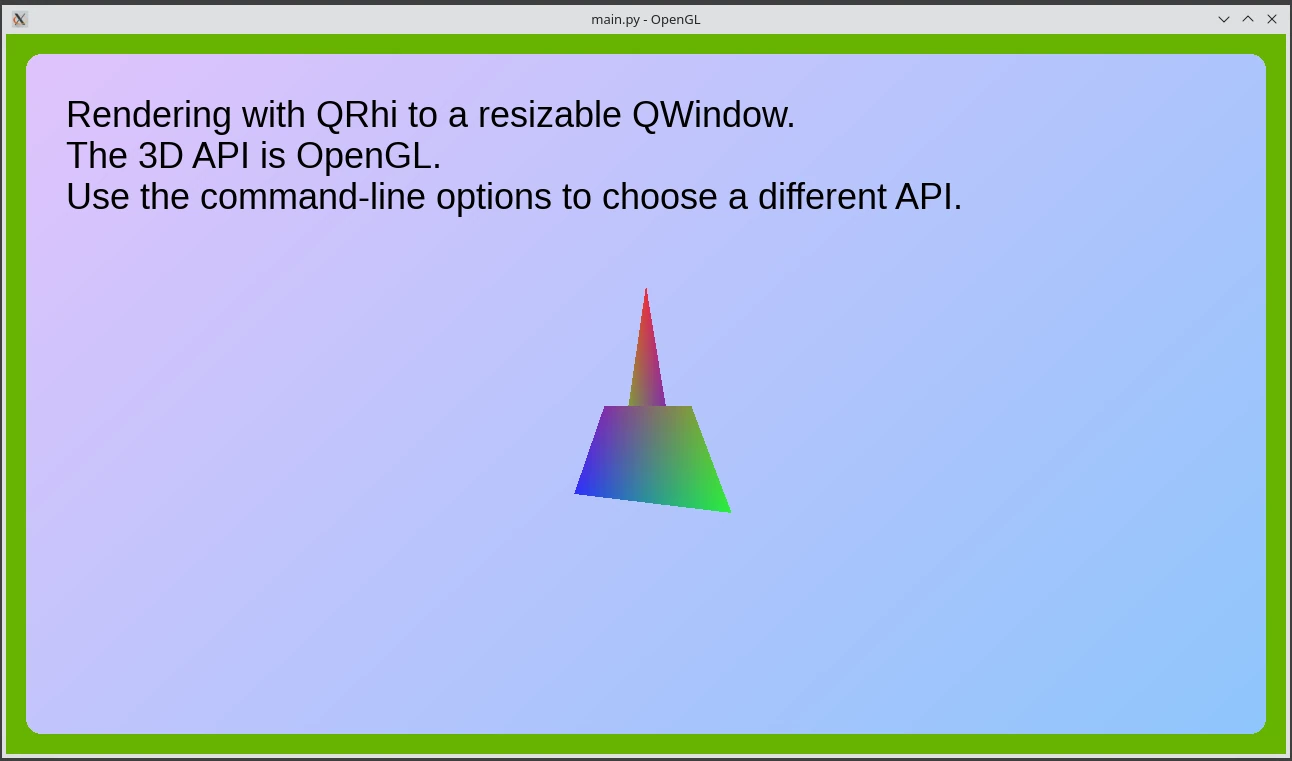 main.py - OpenGL
Rendering with QRhi to a resizable QWindow.
The 3D API is OpenGL.
Use the command-line options to choose a different API.